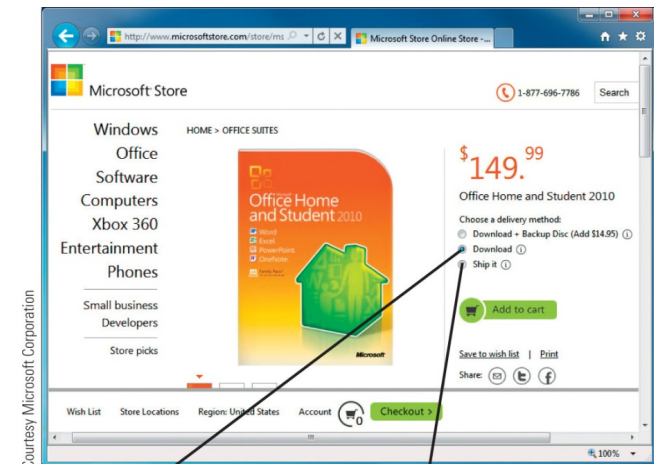 http://www.microsoftstore.com/store/ms
Microsoft Store Online Store -...
Microsoft Store
1-877-696-7786
Search
Windows
Office
Software
Computers
Xbox 360
Entertainment
Phones
Small business
Developers
Store picks
HOME > OFFICE SUITES
Office Home
and Student 2010
Word
Excel
PowerPoint
OneNote
Microsoft
$149.99
Office Home and Student 2010
Choose a delivery method:
Download + Backup Disc (Add $14.95)
Download
Ship it
Add to cart
Save to wish list | Print
Share:
Wish List Store Locations Region: United States Account 0 Checkout >
100%
Courtesy Microsoft Corporation